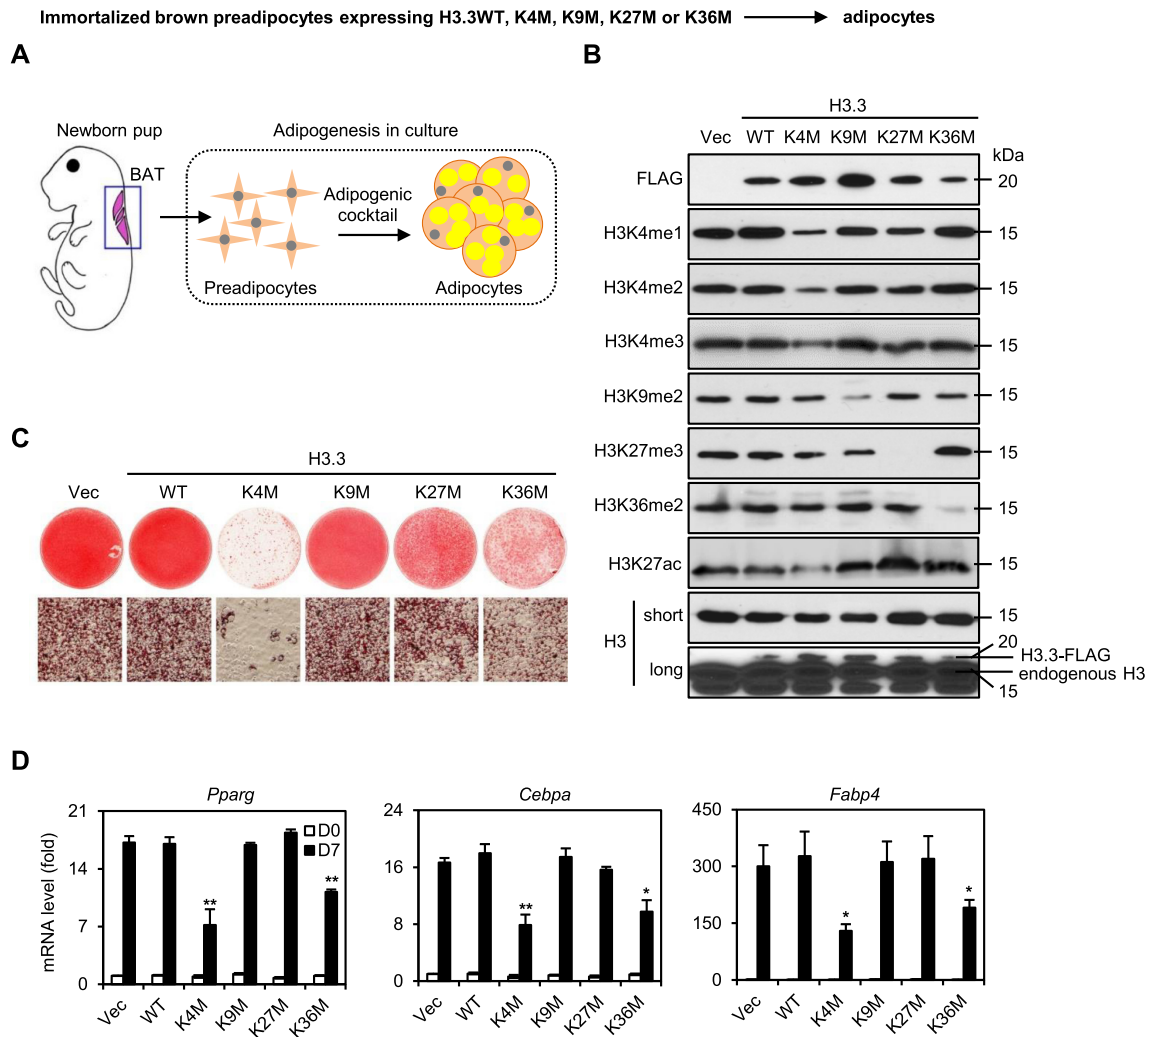 Immortalized brown preadipocytes expressing H3.3WT, K4M, K9M, K27M or K36M adipocytes
A
Newborn pup
BAT
Adipogenesis in culture
Adipogenic
cocktail
Preadipocytes
Adipocytes
B
H3.3
Vec WT K4M K9M K27M K36M
kDa
FLAG 20
H3K4me1 15
H3K4me2 15
H3K4me3 15
H3K9me2 15
H3K27me3 15
H3K36me2 15
H3K27ac 15
H3
short 15
20
long
H3.3-FLAG
endogenous H3
15
C
H3.3
Vec WT K4M K9M K27M K36M
D
mRNA level (fold)
Pparg
21
14
7
0
D0
D7
**
**
Vec WT K4M K9M K27M K36M
Cebpa
24
16
8
0
**
*
Vec WT K4M K9M K27M K36M
Fabp4
450
300
150
0
*
*
Vec WT K4M K9M K27M K36M